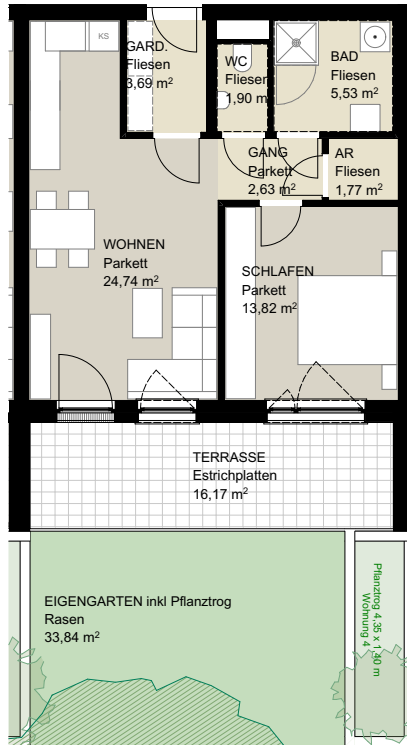 KS
GARD.
Fliesen
3,69 m²
WC
Fliesen
1,90 m
BAD
Fliesen
5,53 m²
GANG
Parkett
2,63 m²
AR
Fliesen
1,77 m²
WOHNEN
Parkett
24,74 m²
SCHLAFEN
Parkett
13,82 m²
TERRASSE
Estrichplatten
16,17 m²
EIGENGARTEN inkl Pflanztrog
Rasen
33,84 m²
Pflanztrog 4,35 x 1,40 m
Wohnung 4